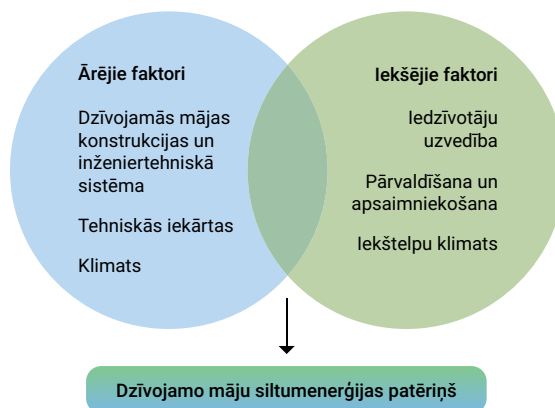 Ārējie faktori
Dzīvojamās mājas
konstrukcijas un
inženiertehniskā
sistēma
Tehniskās iekārtas
Klimats
Iekšējie faktori
Iedzīvotāju
uzvedība
Pārvaldīšana un
apsaimniekošana
Iekštelpu klimats
Dzīvojamo māju siltumenerģijas patēriņš